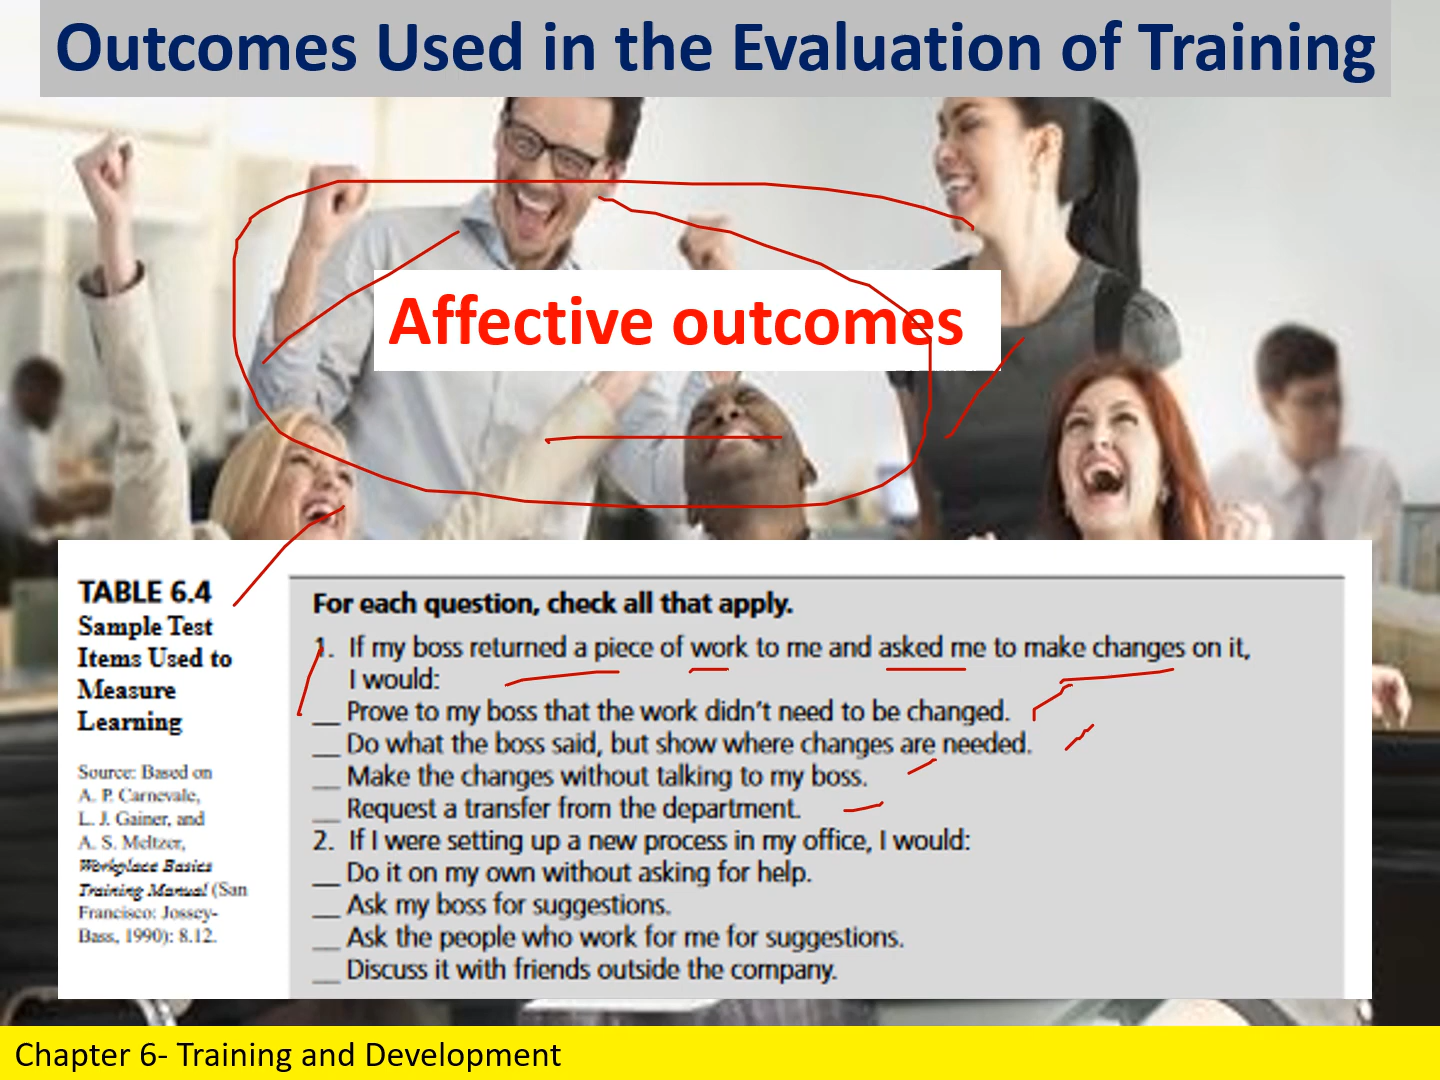 Outcomes Used in the Evaluation of Training
Affective outcomes
TABLE 6.4
Sample Test
Items Used to
Measure
Learning
Source: Based on
A. P. Carnevale,
L. J. Gainer, and
A. S. Meltzer,
Workplace Basics
Training Manual (San
Francisco: Jossey-
Bass, 1990): 8.12.
For each question, check all that apply.
1. If my boss returned a piece of work to me and asked me to make changes on it,
I would:
__ Prove to my boss that the work didn't need to be changed.
__ Do what the boss said, but show where changes are needed.
__ Make the changes without talking to my boss.
__ Request a transfer from the department.
2. If I were setting up a new process in my office, I would:
__ Do it on my own without asking for help.
__ Ask my boss for suggestions.
__ Ask the people who work for me for suggestions.
__ Discuss it with friends outside the company.
Chapter 6- Training and Development